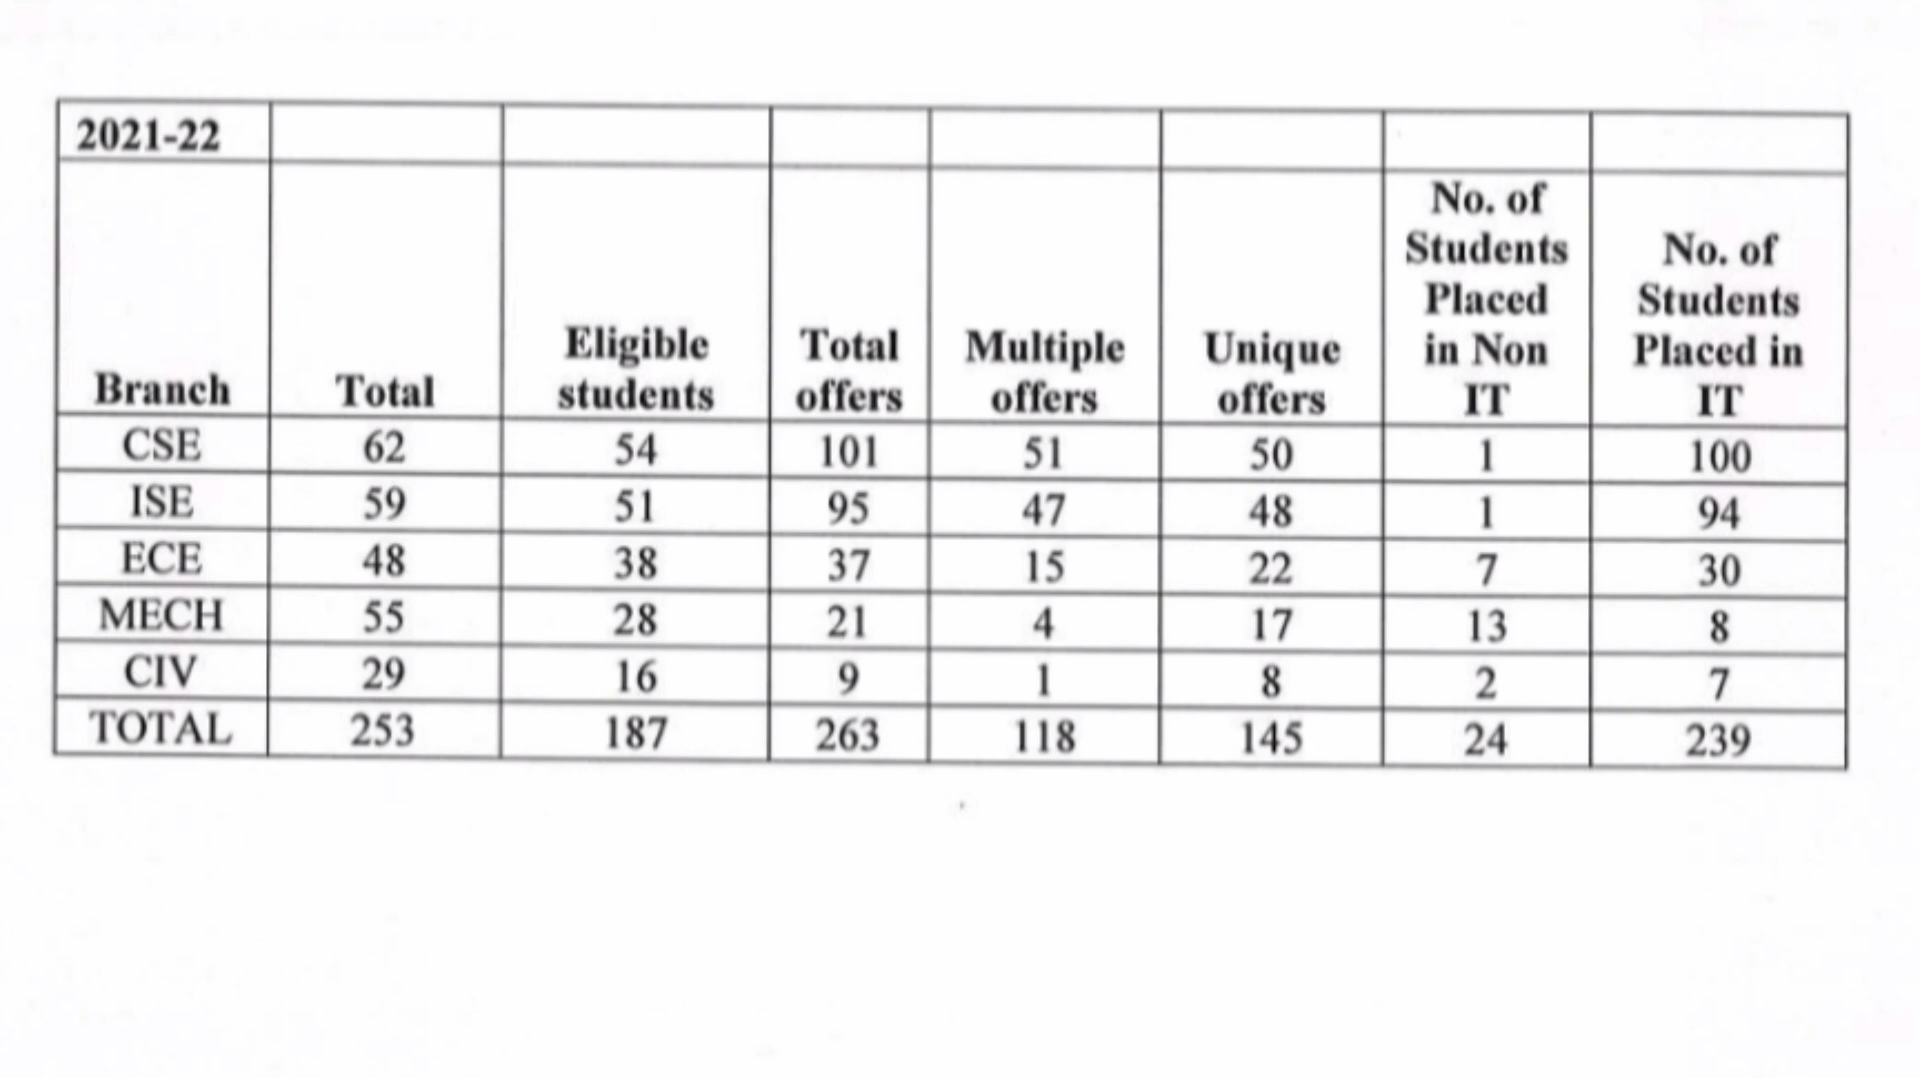 2021-22
Branch Total Eligible students Total offers Multiple offers Unique offers No. of Students Placed in Non IT No. of Students Placed in IT
CSE 62 54 101 51 50 1 100
ISE 59 51 95 47 48 1 94
ECE 48 38 37 15 22 7 30
MECH 55 28 21 4 17 13 8
CIV 29 16 9 1 8 2 7
TOTAL 253 187 263 118 145 24 239